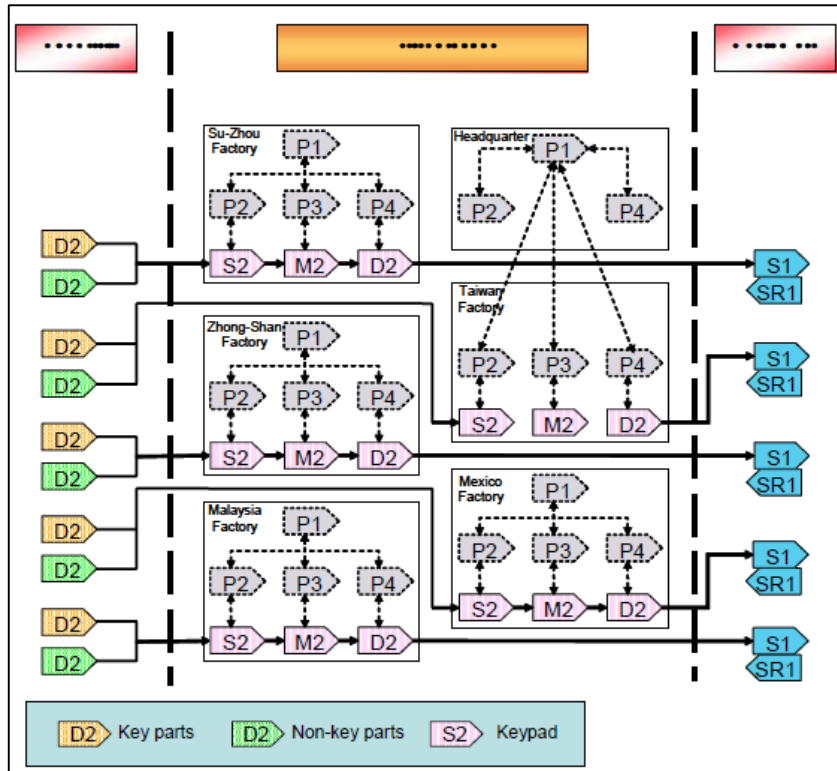 Su-Zhou
Factory
P1
P2 P3 P4
S2 M2 D2
Headquarter
P1
P2 P4
D2
D2
S1
SR1
Zhong-Shan
Factory
P1
P2 P3 P4
S2 M2 D2
Taiwan
Factory
P2 P3 P4
S2 M2 D2
D2
D2
S1
SR1
D2
D2
S1
SR1
Malaysia
Factory
P1
P2 P3 P4
S2 M2 D2
Mexico
Factory
P1
P2 P3 P4
S2 M2 D2
D2
D2
S1
SR1
D2
D2
S1
SR1
D2 Key parts D2 Non-key parts S2 Keypad